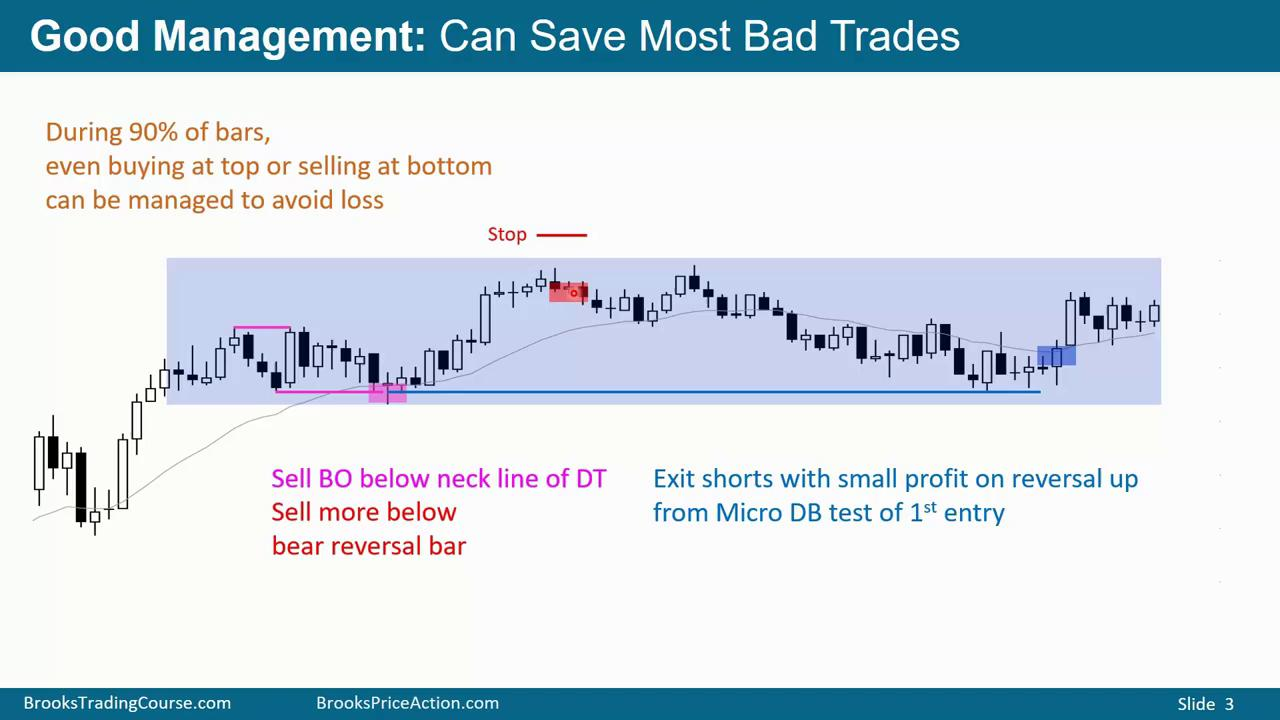 Good Management: Can Save Most Bad Trades
During 90% of bars,
even buying at top or selling at bottom
can be managed to avoid loss
Stop
Sell BO below neck line of DT
Sell more below
bear reversal bar
Exit shorts with small profit on reversal up
from Micro DB test of 1st entry
BrooksTradingCourse.com
BrooksPriceAction.com
Slide 3